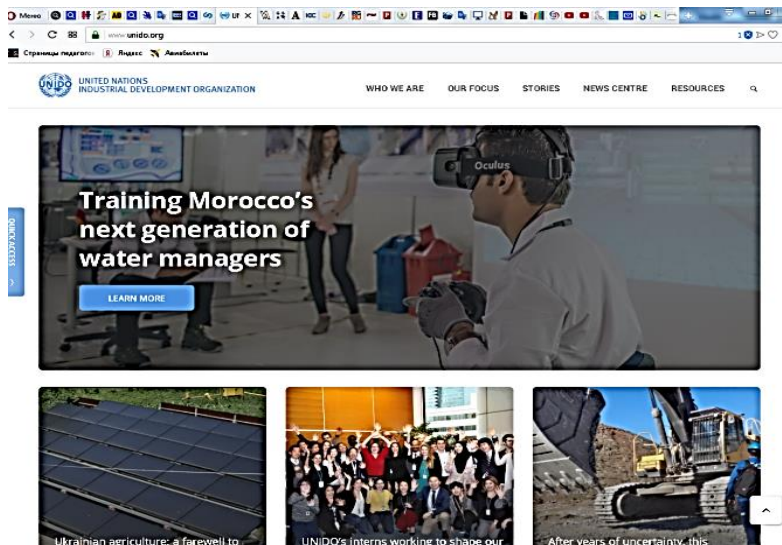 Меню
www.unido.org
1
Страницы педагого
Яндекс
Авиабилеты
UNIDO
UNITED NATIONS
INDUSTRIAL DEVELOPMENT ORGANIZATION
WHO WE ARE OUR FOCUS STORIES NEWS CENTRE RESOURCES
Oculus
Training Morocco's
next generation of
water managers
LEARN MORE
QUICK ACCESS
Ukrainian agriculture: a farewell to
UNIDO's interns working to shape our
After years of uncertainty, this